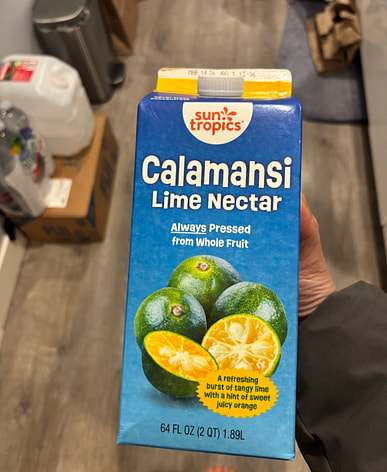 sun
tropics
Calamansi
Lime Nectar
Always Pressed
from Whole Fruit
A refreshing
burst of tangy lime
with a hint of sweet
juicy orange
64 FL OZ (2 QT) 1.89L